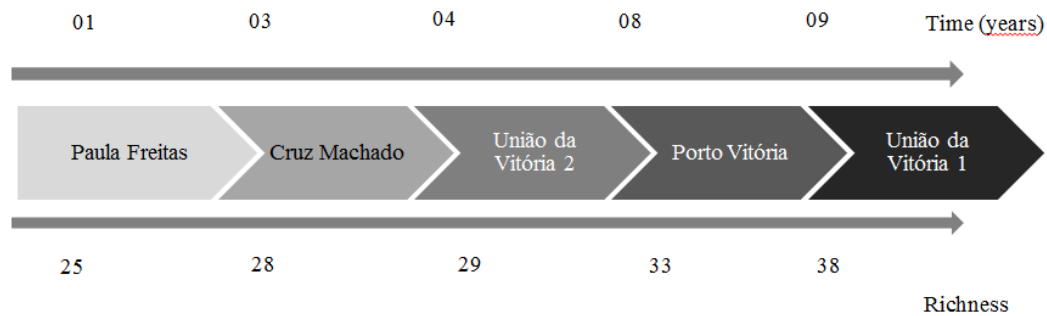 01 03 04 08 09 Time (years)
Paula Freitas Cruz Machado União da Vitória 2 Porto Vitória União da Vitória 1
25 28 29 33 38
Richness